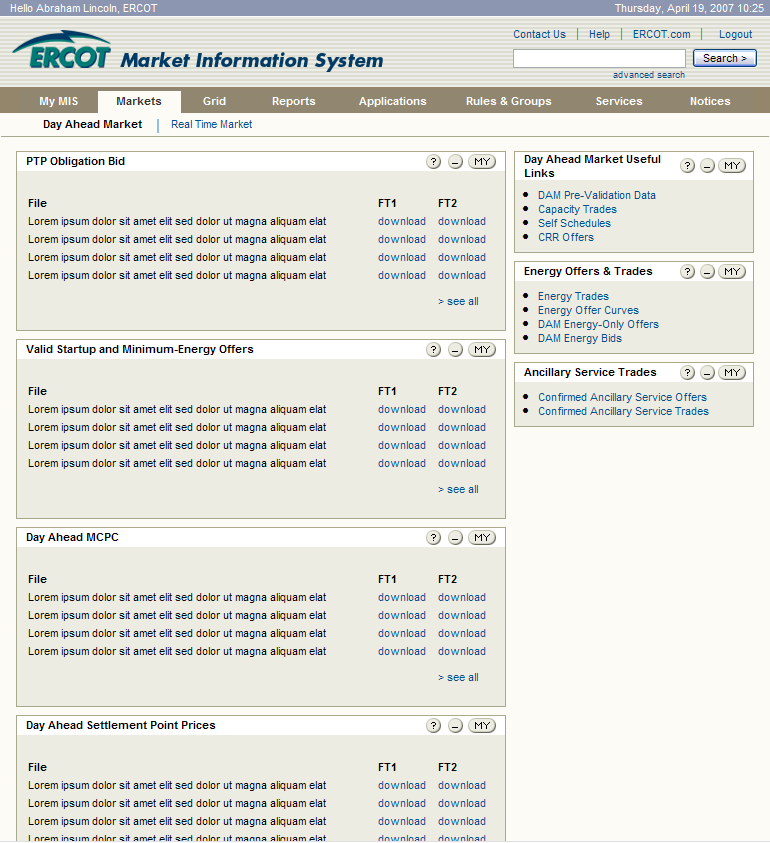 Hello Abraham Lincoln, ERCOT
Thursday, April 19, 2007 10:25
ERCOT Market Information System
Contact Us | Help | ERCOT.com | Logout
Search >
advanced search
My MIS Markets Grid Reports Applications Rules & Groups Services Notices
Day Ahead Market | Real Time Market
PTP Obligation Bid ? – MY
File FT1 FT2
Lorem ipsum dolor sit amet elit sed dolor ut magna aliquam elat download download
Lorem ipsum dolor sit amet elit sed dolor ut magna aliquam elat download download
Lorem ipsum dolor sit amet elit sed dolor ut magna aliquam elat download download
Lorem ipsum dolor sit amet elit sed dolor ut magna aliquam elat download download
> see all
Valid Startup and Minimum-Energy Offers ? – MY
File FT1 FT2
Lorem ipsum dolor sit amet elit sed dolor ut magna aliquam elat download download
Lorem ipsum dolor sit amet elit sed dolor ut magna aliquam elat download download
Lorem ipsum dolor sit amet elit sed dolor ut magna aliquam elat download download
Lorem ipsum dolor sit amet elit sed dolor ut magna aliquam elat download download
> see all
Day Ahead MCPC ? – MY
File FT1 FT2
Lorem ipsum dolor sit amet elit sed dolor ut magna aliquam elat download download
Lorem ipsum dolor sit amet elit sed dolor ut magna aliquam elat download download
Lorem ipsum dolor sit amet elit sed dolor ut magna aliquam elat download download
Lorem ipsum dolor sit amet elit sed dolor ut magna aliquam elat download download
> see all
Day Ahead Settlement Point Prices ? – MY
File FT1 FT2
Lorem ipsum dolor sit amet elit sed dolor ut magna aliquam elat download download
Lorem ipsum dolor sit amet elit sed dolor ut magna aliquam elat download download
Lorem ipsum dolor sit amet elit sed dolor ut magna aliquam elat download download
Lorem ipsum dolor sit amet elit sed dolor ut magna aliquam elat download download
Day Ahead Market Useful
Links ? – MY
• DAM Pre-Validation Data
• Capacity Trades
• Self Schedules
• CRR Offers
Energy Offers & Trades ? – MY
• Energy Trades
• Energy Offer Curves
• DAM Energy-Only Offers
• DAM Energy Bids
Ancillary Service Trades ? – MY
• Confirmed Ancillary Service Offers
• Confirmed Ancillary Service Trades